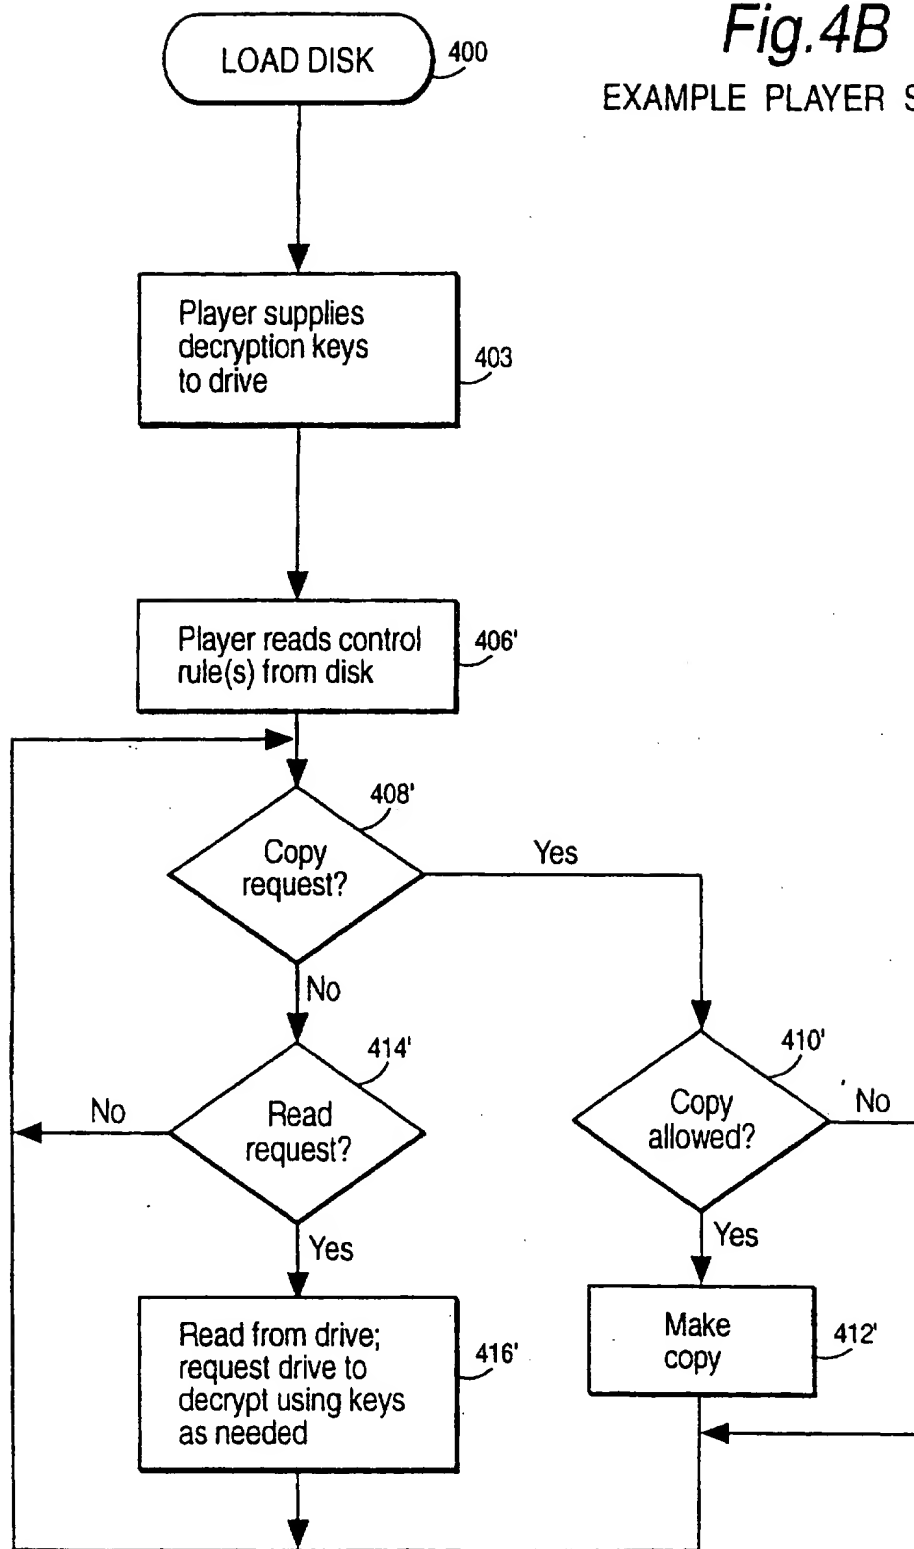 Fig.4B
EXAMPLE PLAYER
LOAD DISK
400
Player supplies
decryption keys
to drive
403
Player reads control
rule(s) from disk
406'
408'
Copy
request?
Yes
No
414'
Read
request?
No
Yes
410'
Copy
allowed?
No
Yes
Read from drive;
request drive to
decrypt using keys
as needed
416'
Make
copy
412'